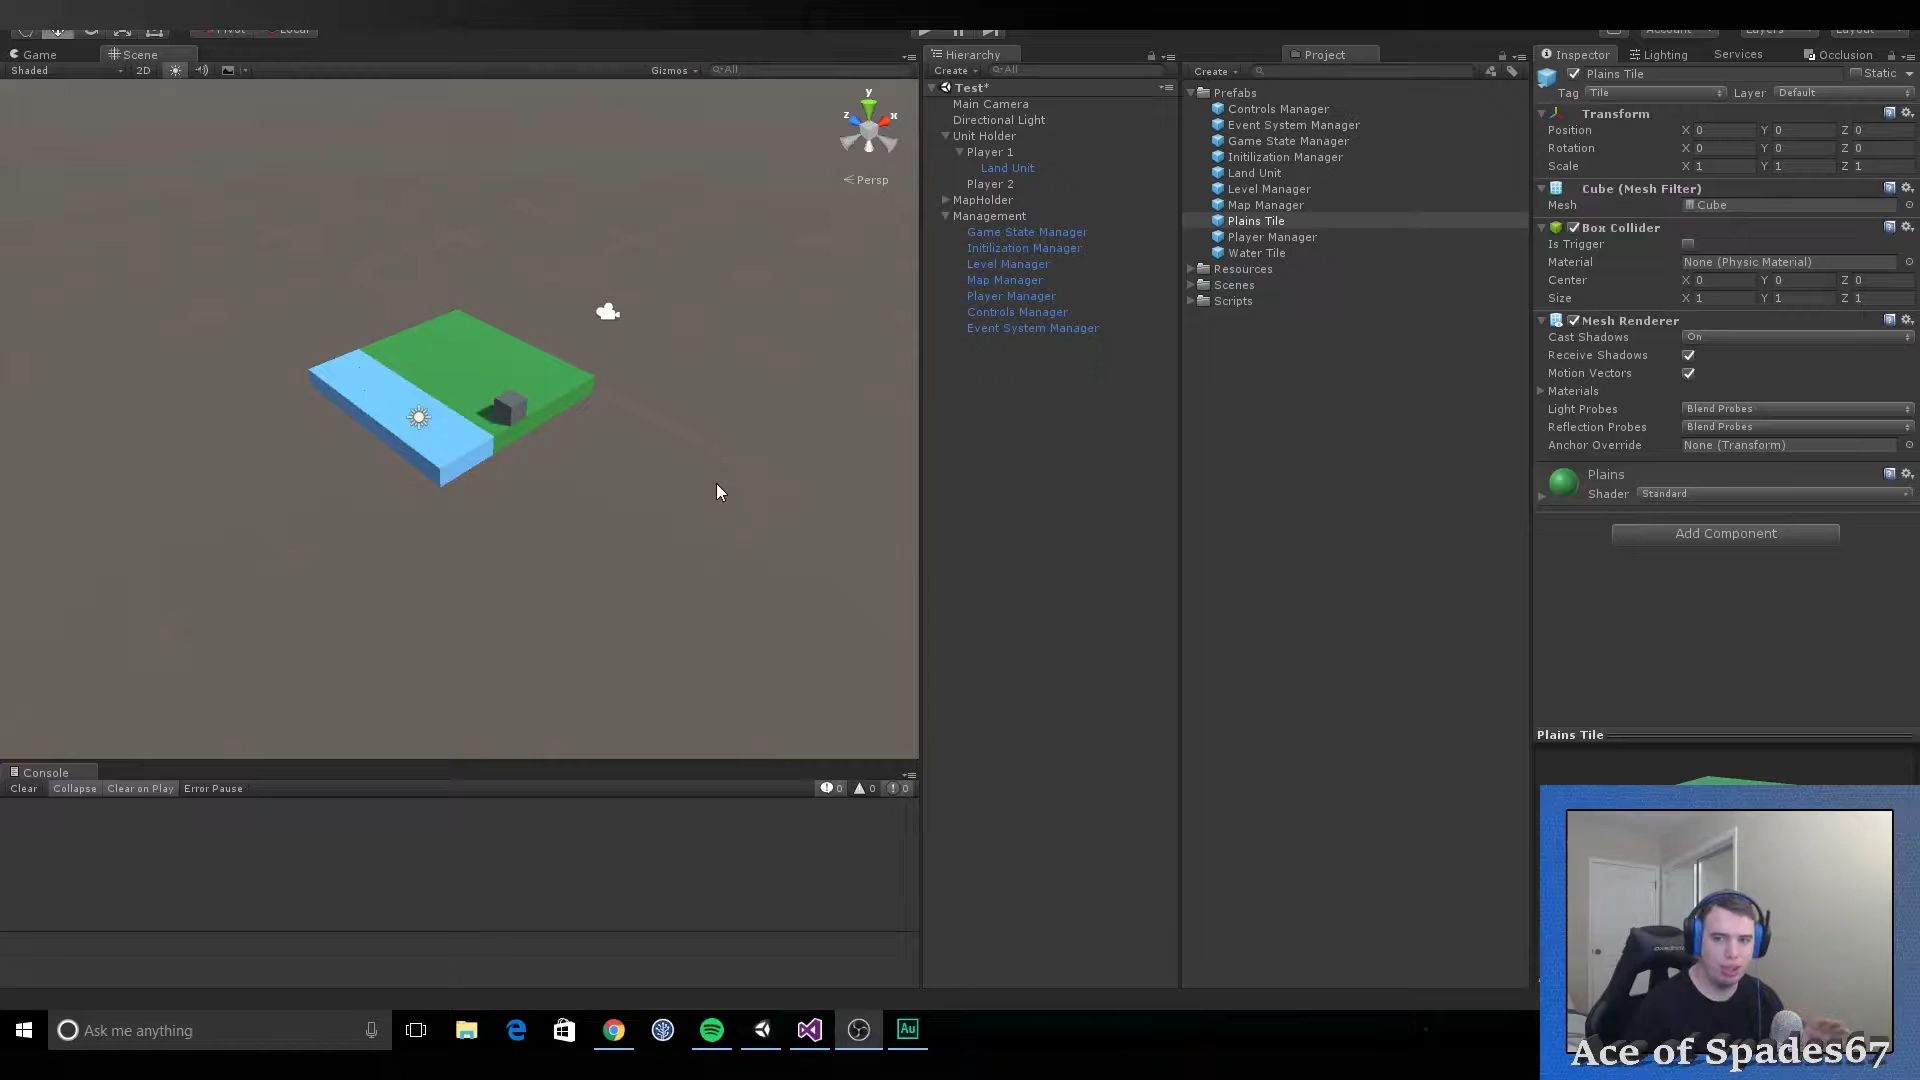 Pivot Local
Account Layers Layout
Game Scene
Shaded 2D Gizmos All
y
z x
Persp
Hierarchy
Create All
Test*
Main Camera
Directional Light
Unit Holder
Player 1
Land Unit
Player 2
MapHolder
Management
Game State Manager
Initilization Manager
Level Manager
Map Manager
Player Manager
Controls Manager
Event System Manager
Project
Create
Prefabs
Controls Manager
Event System Manager
Game State Manager
Initilization Manager
Land Unit
Level Manager
Map Manager
Plains Tile
Player Manager
Water Tile
Resources
Scenes
Scripts
Inspector Lighting Services Occlusion
Plains Tile Static
Tag Tile Layer Default
Transform
Position X 0 Y 0 Z 0
Rotation X 0 Y 0 Z 0
Scale X 1 Y 1 Z 1
Cube (Mesh Filter)
Mesh Cube
Box Collider
Is Trigger
Material None (Physic Material)
Center X 0 Y 0 Z 0
Size X 1 Y 1 Z 1
Mesh Renderer
Cast Shadows On
Receive Shadows
Motion Vectors
Materials
Light Probes Blend Probes
Reflection Probes Blend Probes
Anchor Override None (Transform)
Plains
Shader Standard
Add Component
Plains Tile
Console
Clear Collapse Clear on Play Error Pause 0 0 0
Ask me anything
Au
Ace of Spades67